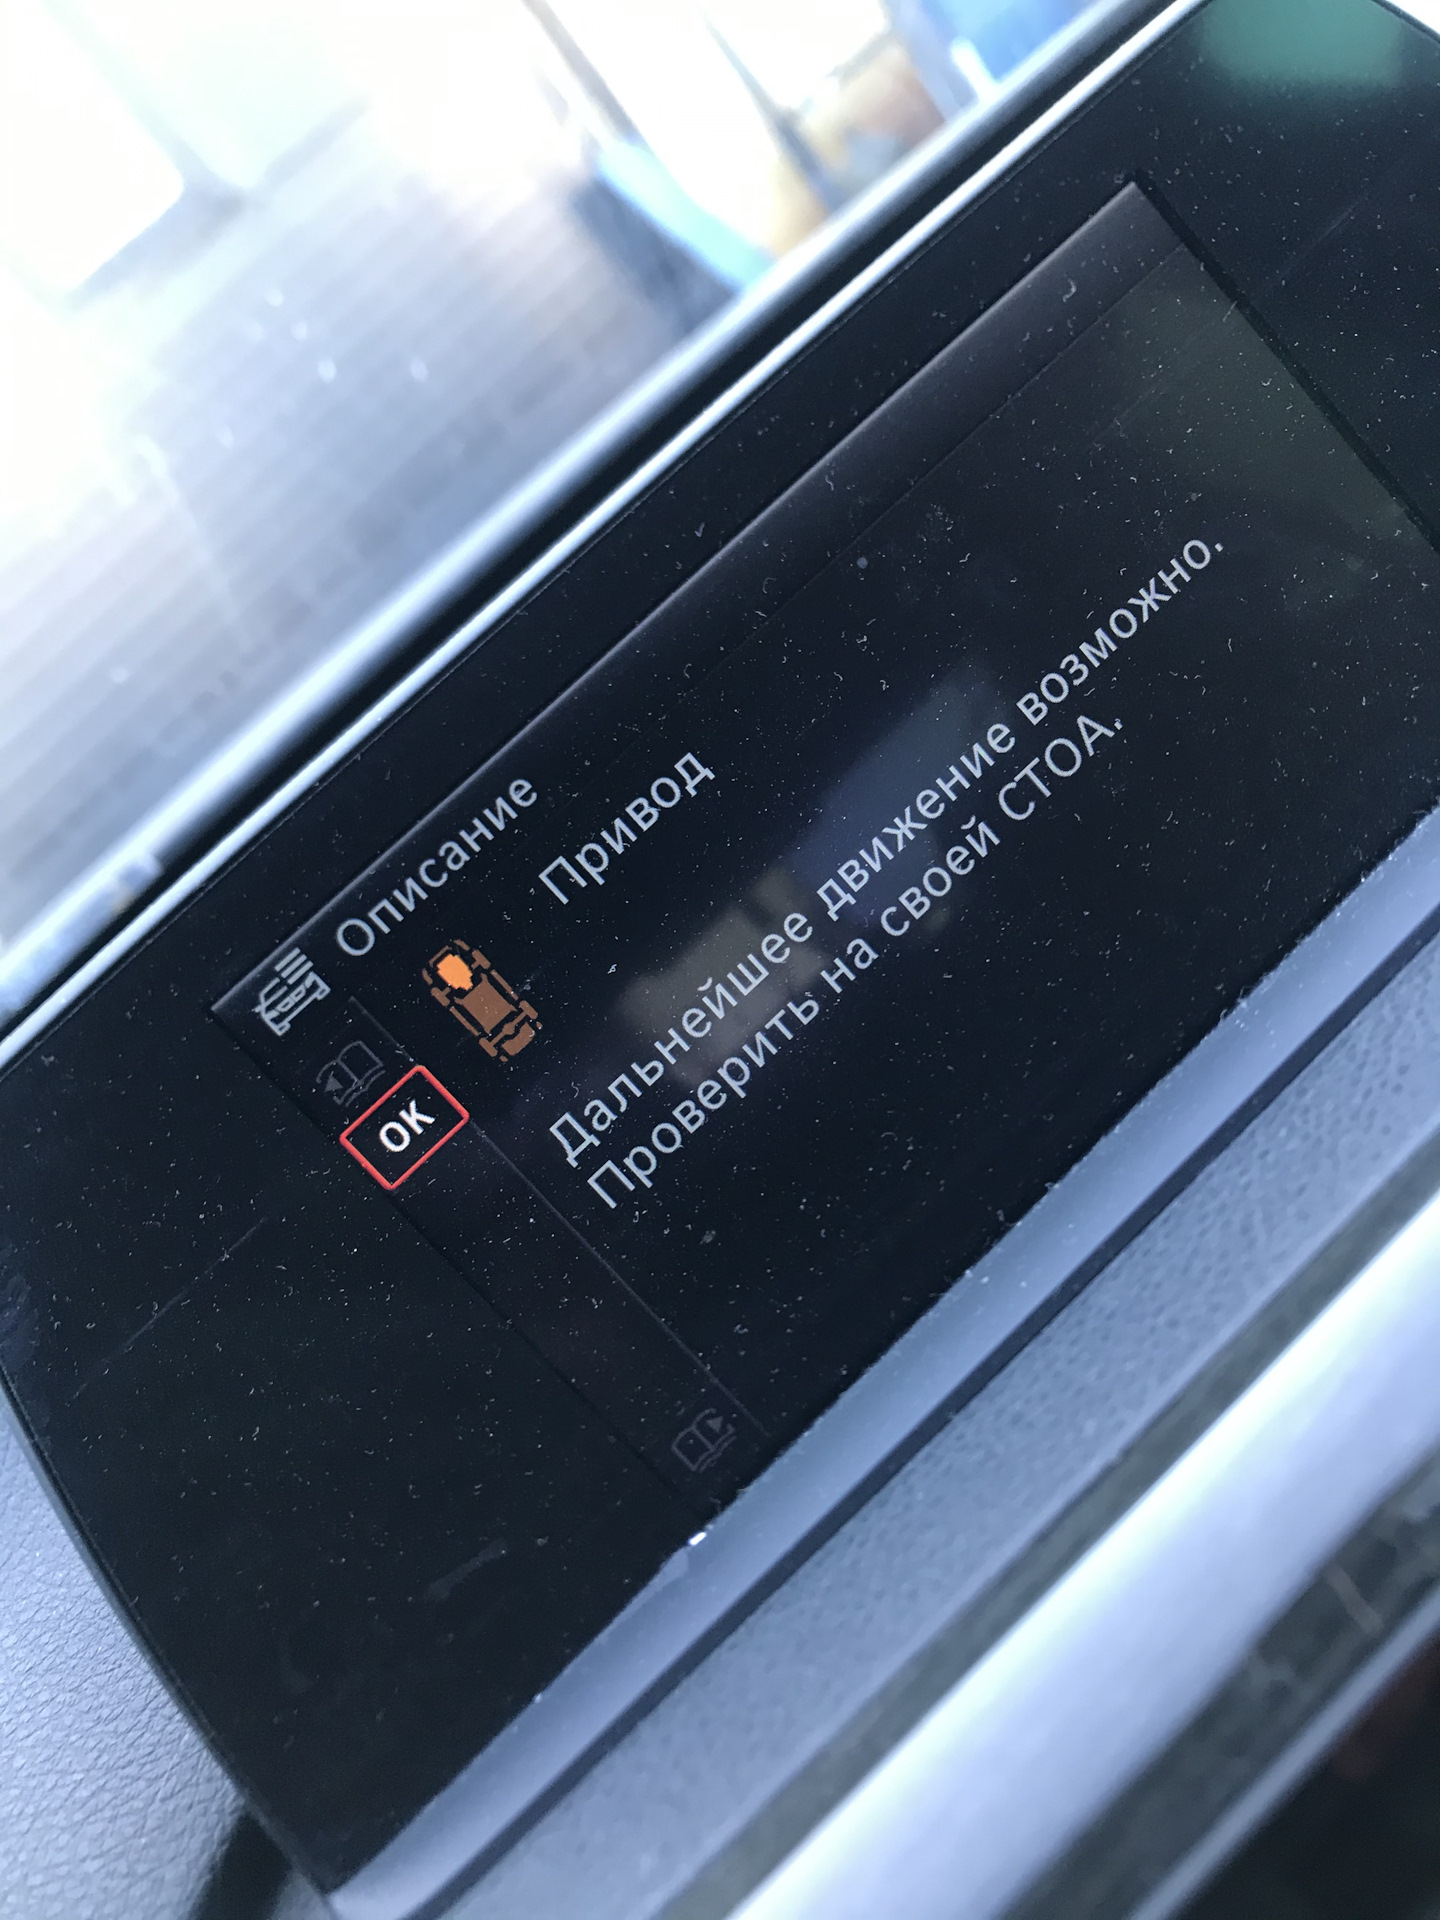 Описание
Привод
OK
Дальнейшее движение возможно.
Проверить на своей СТОА.